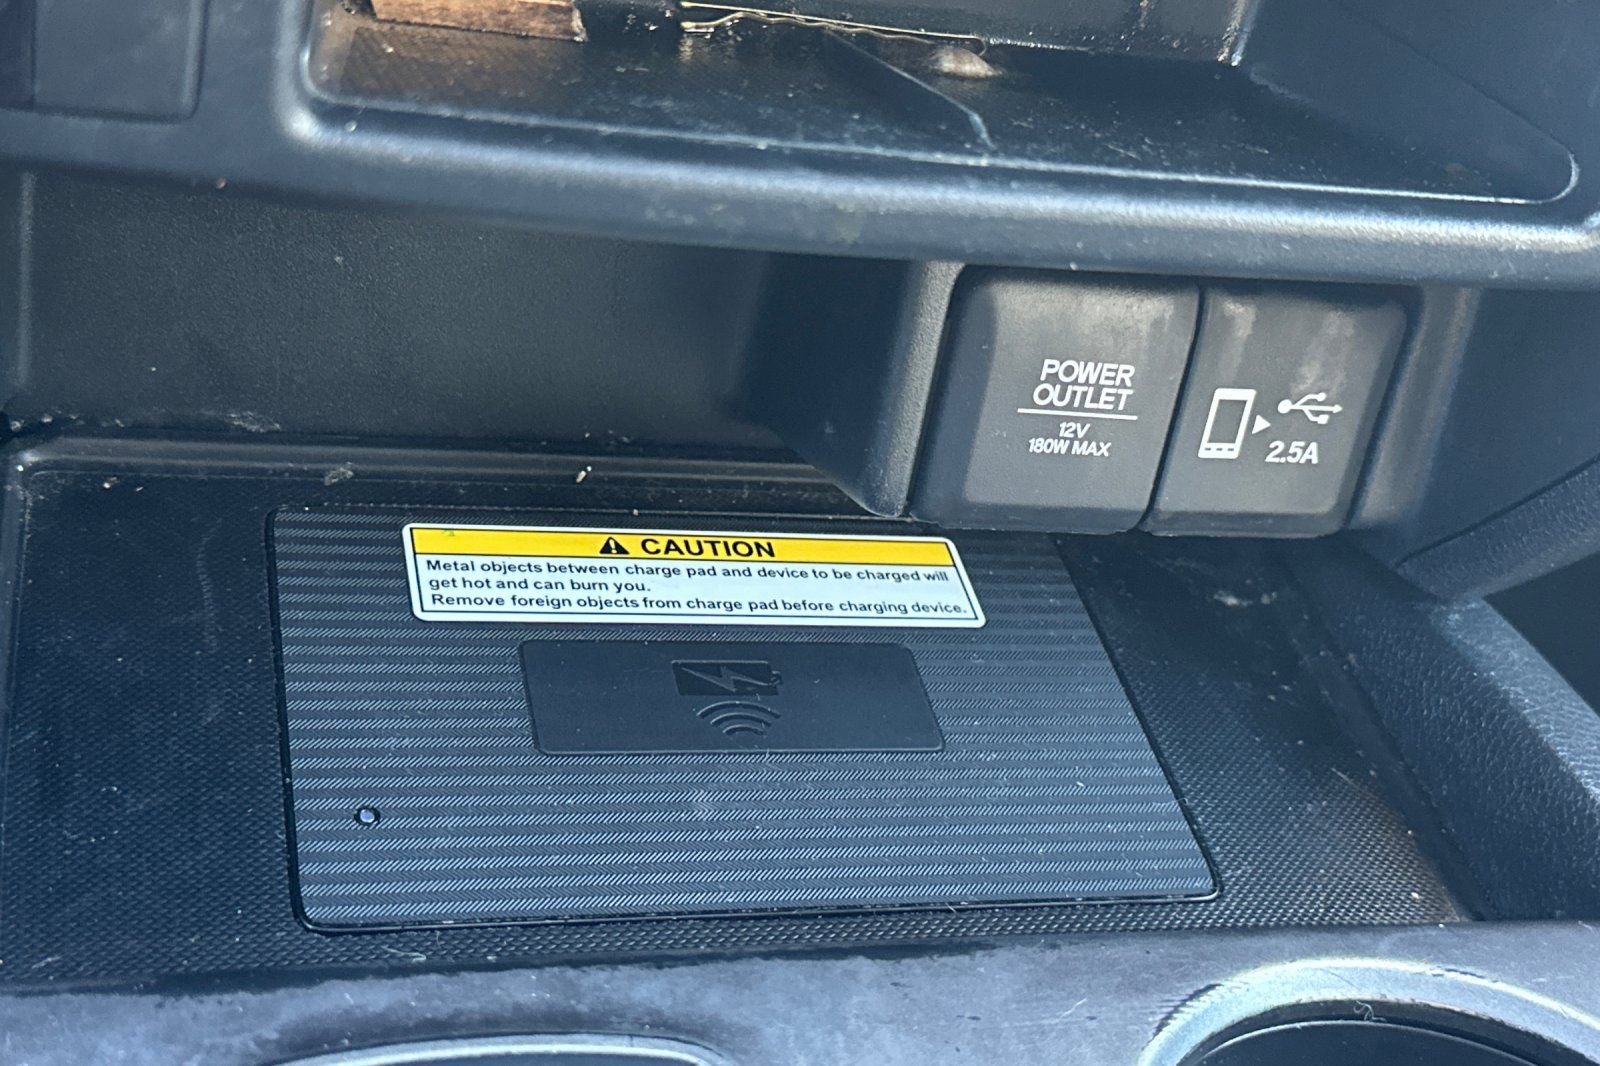 POWER
OUTLET
12V
180W MAX
2.5A
CAUTION
Metal objects between charge pad and device to be charged will
get hot and can burn you.
Remove foreign objects from charge pad before charging device.